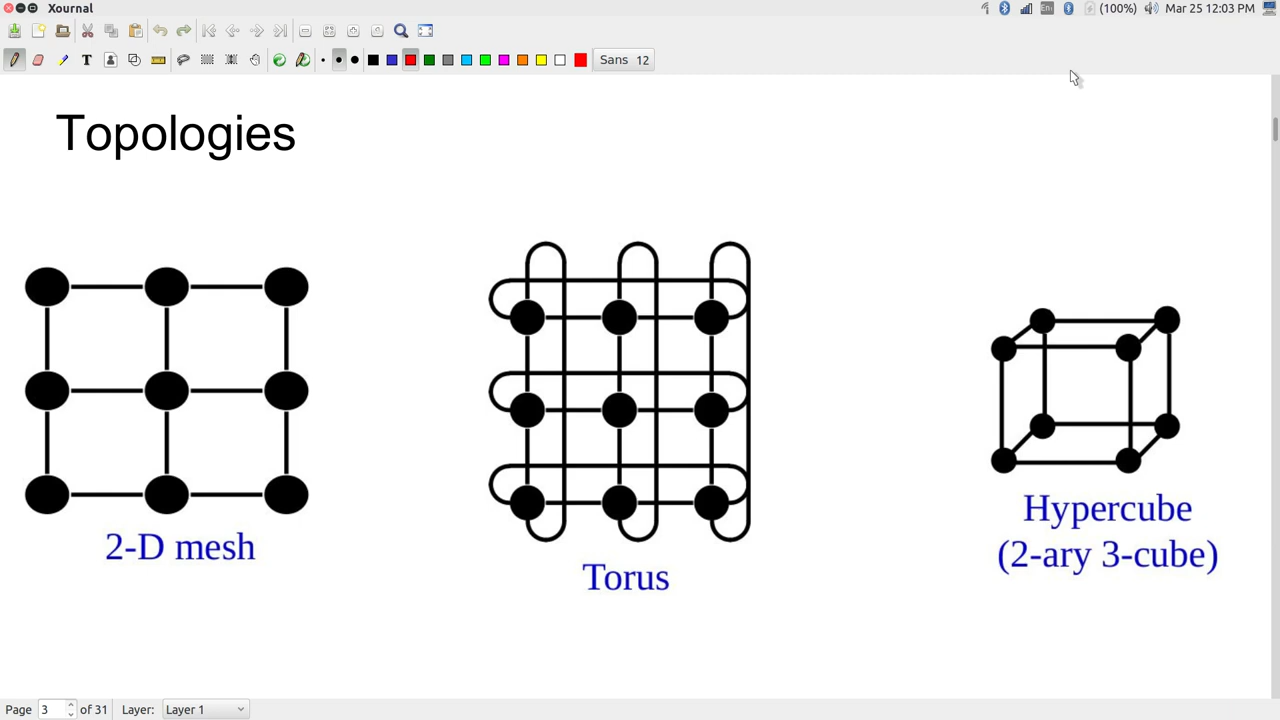 Xournal
En
(100%)
Mar 25 12:03 PM
T
Sans 12
Topologies
2-D mesh
Torus
Hypercube
(2-ary 3-cube)
Page 3 of 31 Layer: Layer 1